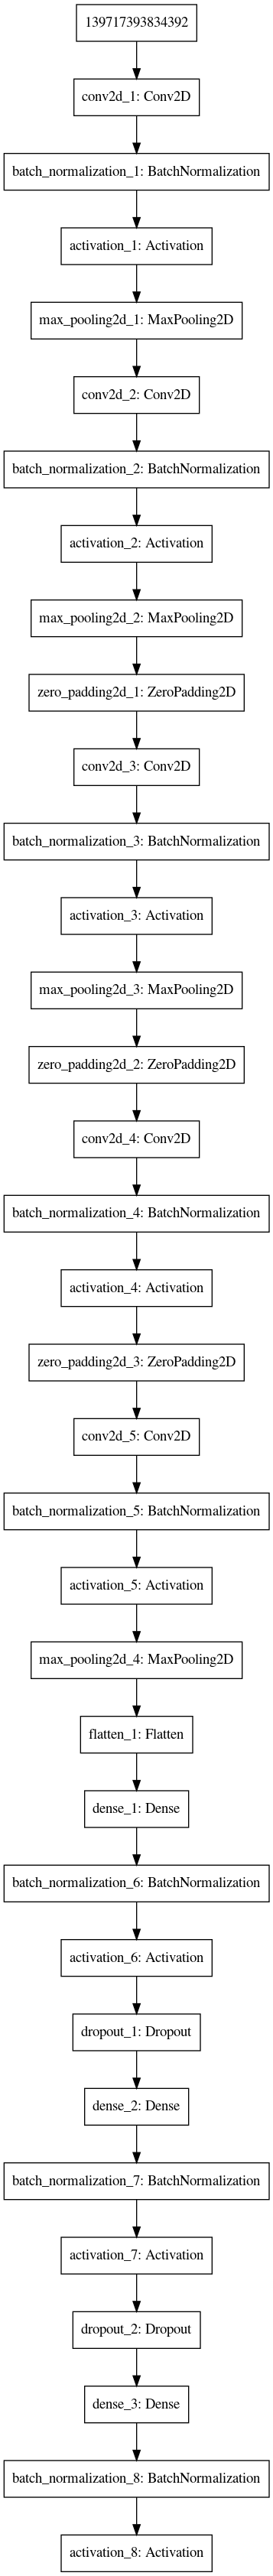 139717393834392
conv2d_1: Conv2D
batch_normalization_1: BatchNormalization
activation_1: Activation
max_pooling2d_1: MaxPooling2D
conv2d_2: Conv2D
batch_normalization_2: BatchNormalization
activation_2: Activation
max_pooling2d_2: MaxPooling2D
zero_padding2d_1: ZeroPadding2D
conv2d_3: Conv2D
batch_normalization_3: BatchNormalization
activation_3: Activation
max_pooling2d_3: MaxPooling2D
zero_padding2d_2: ZeroPadding2D
conv2d_4: Conv2D
batch_normalization_4: BatchNormalization
activation_4: Activation
zero_padding2d_3: ZeroPadding2D
conv2d_5: Conv2D
batch_normalization_5: BatchNormalization
activation_5: Activation
max_pooling2d_4: MaxPooling2D
flatten_1: Flatten
dense_1: Dense
batch_normalization_6: BatchNormalization
activation_6: Activation
dropout_1: Dropout
dense_2: Dense
batch_normalization_7: BatchNormalization
activation_7: Activation
dropout_2: Dropout
dense_3: Dense
batch_normalization_8: BatchNormalization
activation_8: Activation